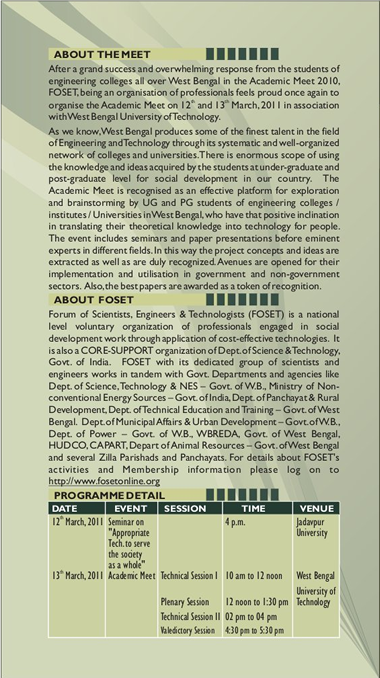 ABOUT THE MEET
After a grand success and overwhelming response from the students of
engineering colleges all over West Bengal in the Academic Meet 2010,
FOSET, being an organisation of professionals feels proud once again to
organise the Academic Meet on 12th and 13th March, 2011 in association
with West Bengal University of Technology.
As we know, West Bengal produces some of the finest talent in the field
of Engineering and Technology through its systematic and well-organized
network of colleges and universities. There is enormous scope of using
the knowledge and ideas acquired by the students at under-graduate and
post-graduate level for social development in our country. The
Academic Meet is recognised as an effective platform for exploration
and brainstorming by UG and PG students of engineering colleges /
institutes / Universities in West Bengal, who have that positive inclination
in translating their theoretical knowledge into technology for people.
The event includes seminars and paper presentations before eminent
experts in different fields. In this way the project concepts and ideas are
extracted as well as are duly recognized. Avenues are opened for their
implementation and utilisation in government and non-government
sectors. Also, the best papers are awarded as a token of recognition.
ABOUT FOSET
Forum of Scientists, Engineers & Technologists (FOSET) is a national
level voluntary organization of professionals engaged in social
development work through application of cost-effective technologies. It
is also a CORE-SUPPORT organization of Dept. of Science & Technology,
Govt. of India. FOSET with its dedicated group of scientists and
engineers works in tandem with Govt. Departments and agencies like
Dept. of Science, Technology & NES – Govt. of W.B., Ministry of Non-
conventional Energy Sources – Govt. of India, Dept. of Panchayat & Rural
Development, Dept. of Technical Education and Training – Govt. of West
Bengal. Dept. of Municipal Affairs & Urban Development – Govt. of W.B.,
Dept. of Power – Govt. of W.B., WBREDA, Govt. of West Bengal,
HUDCO, CAPART, Depart of Animal Resources – Govt. of West Bengal
and several Zilla Parishads and Panchayats. For details about FOSET's
activities and Membership information please log on to
http://www.fosetonline.org
PROGRAMME DETAIL
DATE EVENT SESSION TIME VENUE
12th March, 2011 Seminar on 4 p.m. Jadavpur
"Appropriate University
Tech. to serve
the society
as a whole"
13th March, 2011 Academic Meet Technical Session I 10 am to 12 noon West Bengal
University of
Plenary Session 12 noon to 1:30 pm Technology
Technical Session II 02 pm to 04 pm
Valedictory Session 4:30 pm to 5:30 pm